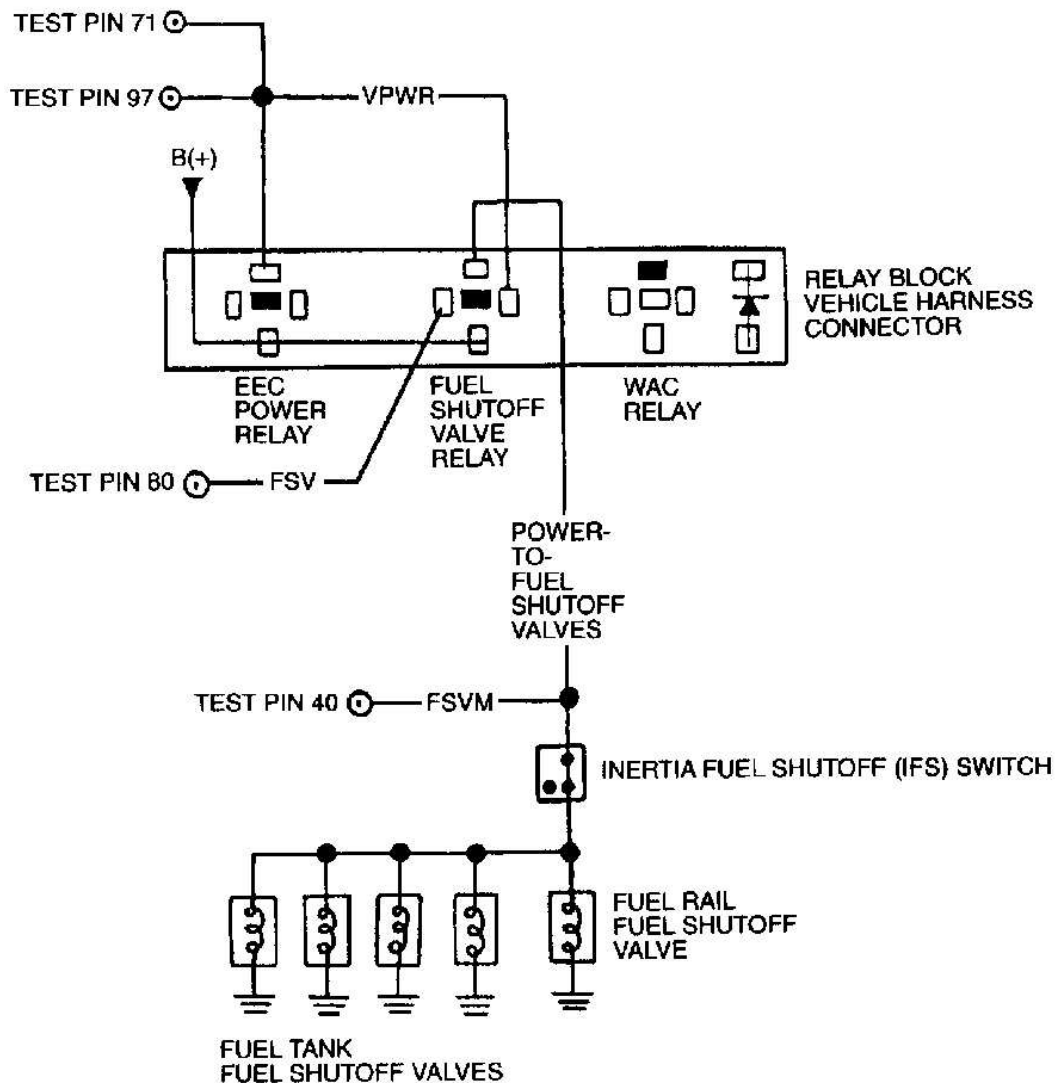 TEST PIN 71
TEST PIN 97
VPWR
B(+)
RELAY BLOCK
VEHICLE HARNESS
CONNECTOR
EEC
POWER
RELAY
FUEL
SHUTOFF
VALVE
RELAY
WAC
RELAY
TEST PIN 80
FSV
POWER-
TO-
FUEL
SHUTOFF
VALVES
TEST PIN 40
FSVM
INERTIA FUEL SHUTOFF (IFS) SWITCH
FUEL RAIL
FUEL SHUTOFF
VALVE
FUEL TANK
FUEL SHUTOFF VALVES